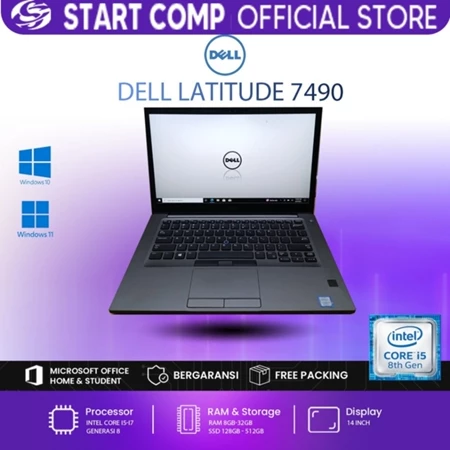 START COMP OFFICIAL STORE
DELL
DELL LATITUDE 7490
DELL
Windows 10
Windows 11
intel
CORE i5
8th Gen
MICROSOFT OFFICE
HOME & STUDENT
BERGARANSI
FREE PACKING
Processor
INTEL CORE I5-I7
GENERASI 8
RAM & Storage
RAM 8GB-32GB
SSD 128GB - 512GB
Display
14 INCH